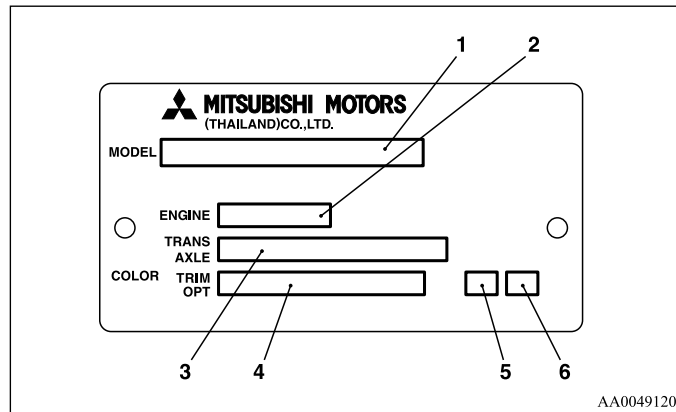 1 2
MITSUBISHI MOTORS
(THAILAND)CO.,LTD.
MODEL
ENGINE
TRANS
AXLE
COLOR TRIM
OPT
3 4 5 6
AA0049120